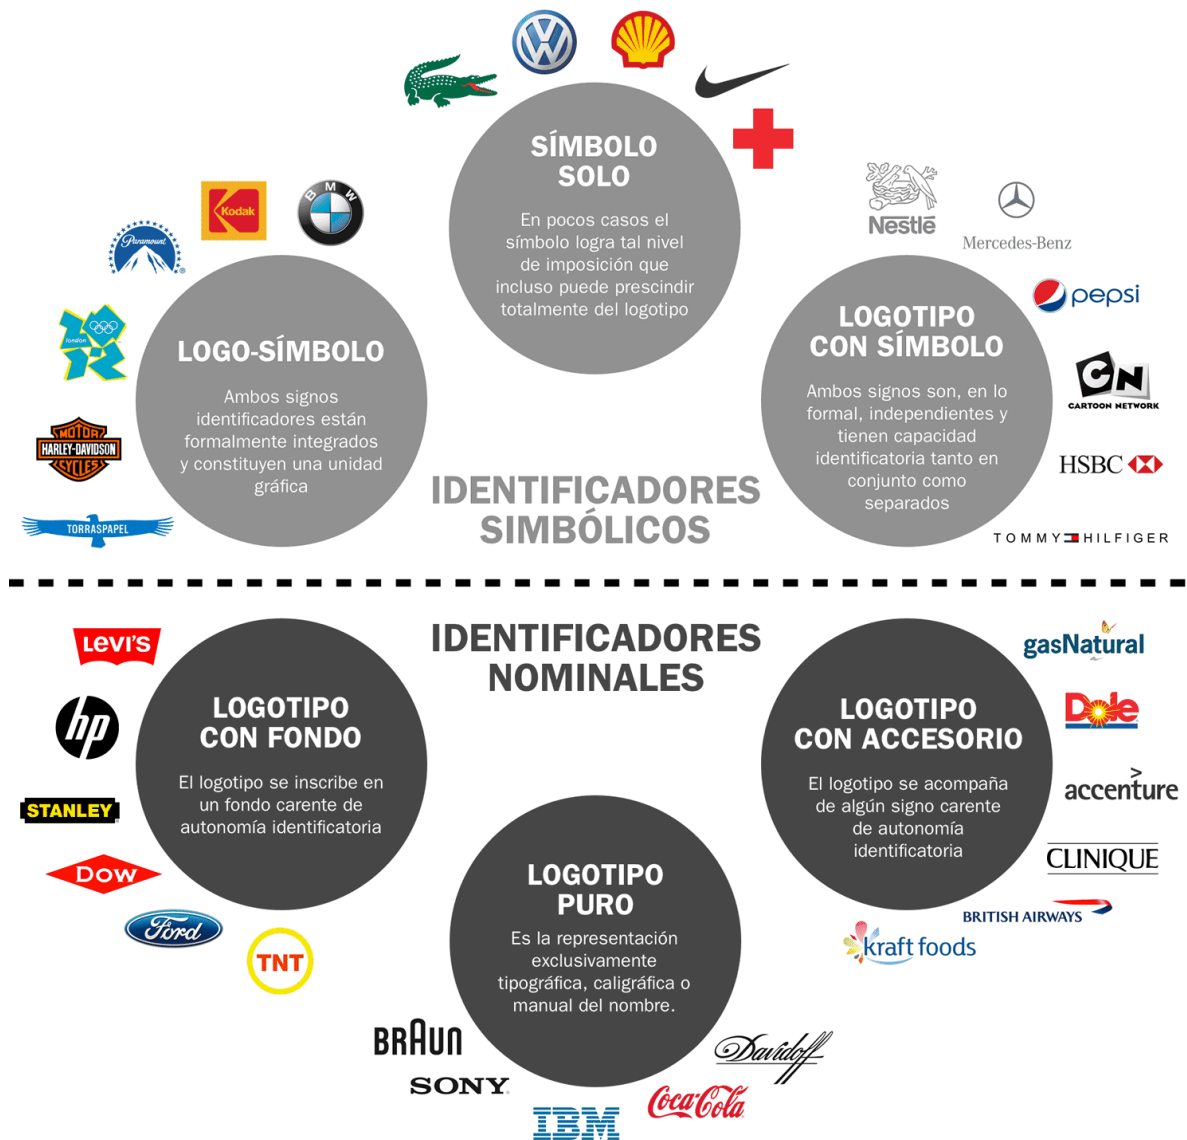 SÍMBOLO
SOLO
En pocos casos el
símbolo logra tal nivel
de imposición que
incluso puede prescindir
totalmente del logotipo
Kodak
BMW
Paramount
london
MOTOR
HARLEY-DAVIDSON
CYCLES
TORRASPAPEL
LOGO-SÍMBOLO
Ambos signos
identificadores están
formalmente integrados
y constituyen una unidad
gráfica
Nestlé
Mercedes-Benz
pepsi
CN
CARTOON NETWORK
HSBC
TOMMY HILFIGER
LOGOTIPO
CON SÍMBOLO
Ambos signos son, en lo
formal, independientes y
tienen capacidad
identificatoria tanto en
conjunto como
separados
IDENTIFICADORES
SIMBÓLICOS
IDENTIFICADORES
NOMINALES
LEVI'S
hp
STANLEY
DOW
Ford
TNT
LOGOTIPO
CON FONDO
El logotipo se inscribe en
un fondo carente de
autonomía identificatoria
LOGOTIPO
CON ACCESORIO
El logotipo se acompaña
de algún signo carente
de autonomía
identificatoria
gasNatural
Dole
accenture
CLINIQUE
BRITISH AIRWAYS
kraft foods
LOGOTIPO
PURO
Es la representación
exclusivamente
tipográfica, caligráfica o
manual del nombre.
BRAUN
SONY
IBM
Coca-Cola
Davidoff